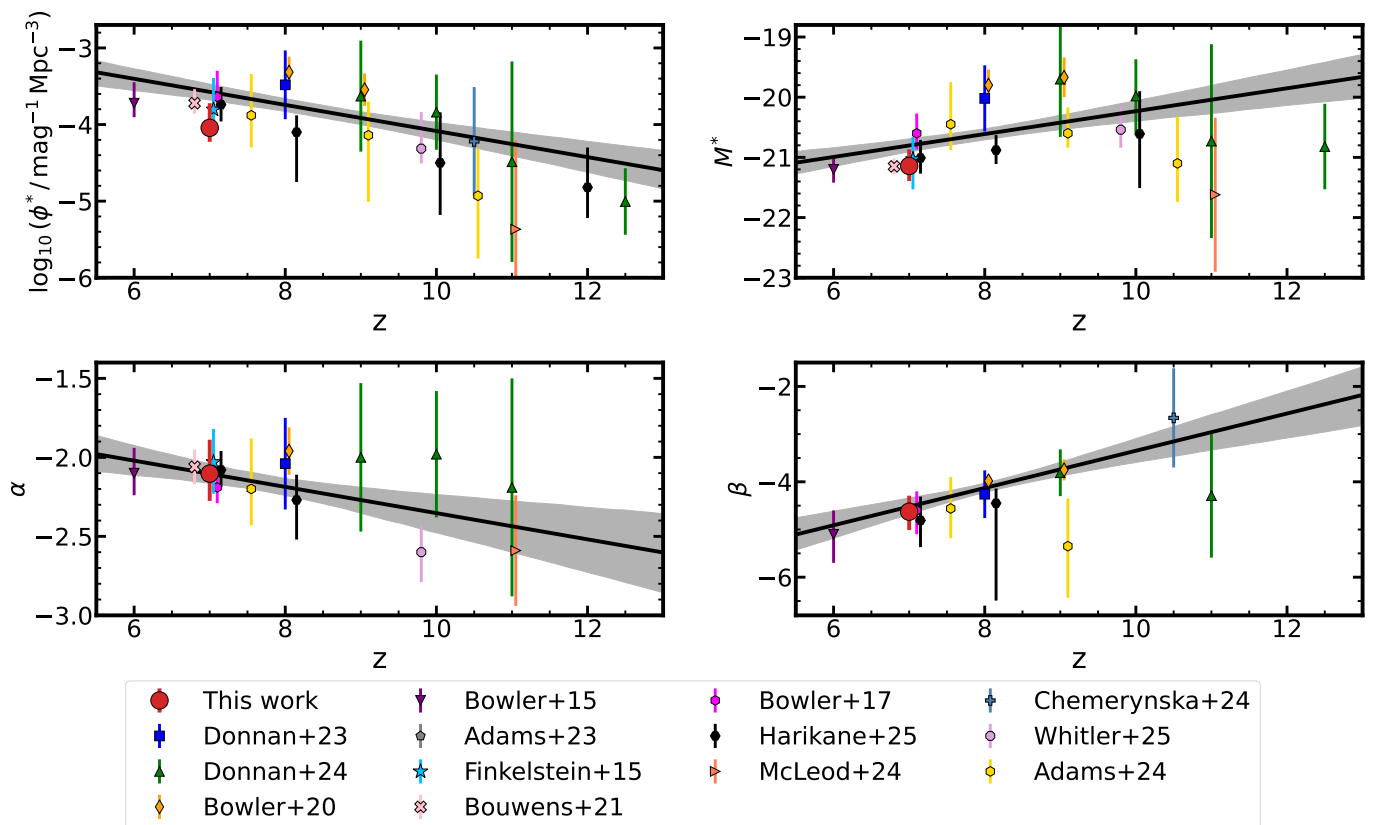 log₁₀ (ϕ* / mag⁻¹ Mpc⁻³)
−3
−4
−5
−6
6 8 10 12
z
M*
−19
−20
−21
−22
−23
6 8 10 12
z
α
−1.5
−2.0
−2.5
−3.0
6 8 10 12
z
β
−2
−4
−6
6 8 10 12
z
This work
Donnan+23
Donnan+24
Bowler+20
Bowler+15
Adams+23
Finkelstein+15
Bouwens+21
Bowler+17
Harikane+25
McLeod+24
Chemerynska+24
Whitler+25
Adams+24